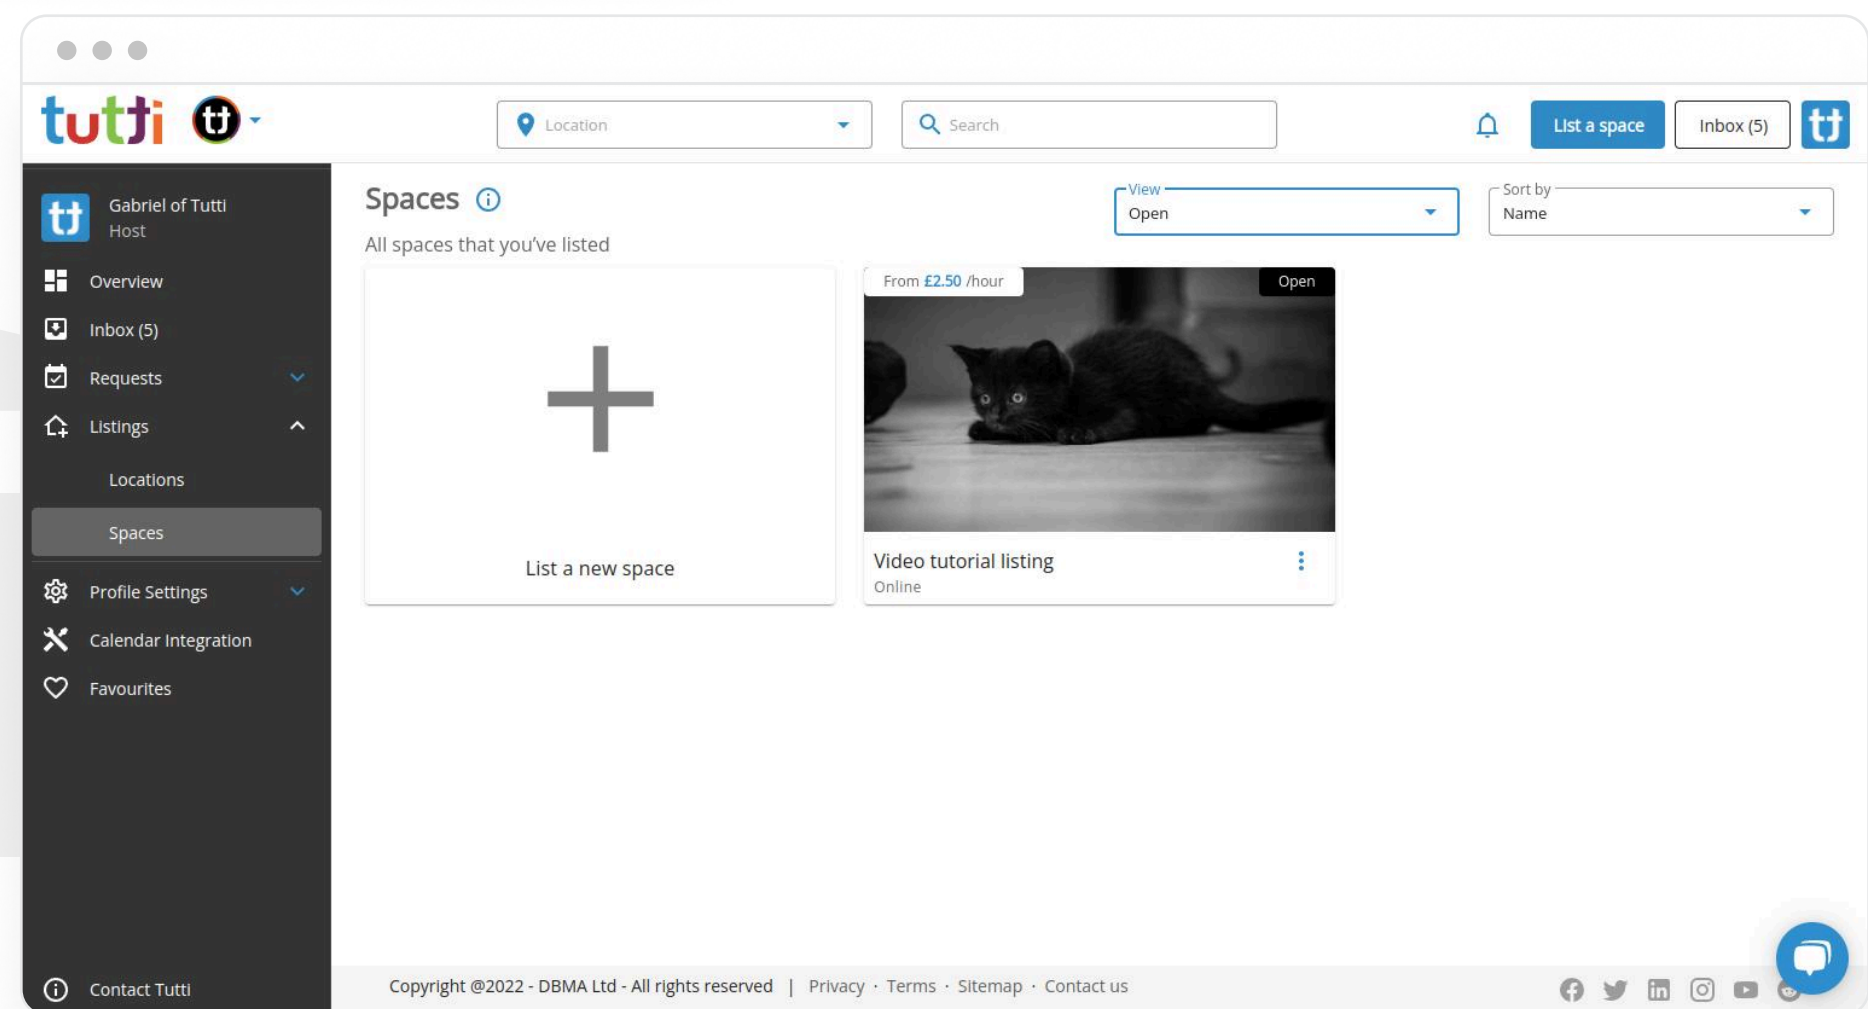 tutti
tt
Location
Search
List a space
Inbox (5)
tt
tt
Gabriel of Tutti
Host
Overview
Inbox (5)
Requests
Listings
Locations
Spaces
Profile Settings
Calendar Integration
Favourites
Contact Tutti
Spaces
All spaces that you've listed
View
Open
Sort by
Name
List a new space
From £2.50 /hour
Open
Video tutorial listing
Online
Copyright @2022 - DBMA Ltd - All rights reserved | Privacy · Terms · Sitemap · Contact us